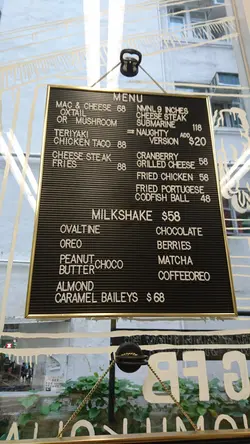 MENU
MAC & CHEESE 88
OXTAIL
OR MUSHROOM
TERIYAKI
CHICKEN TACO 88
CHEESE STEAK
FRIES 88
NMNL 9 INCHES
CHEESE STEAK
SUBMARINE 118
=NAUGHTY ADD
VERSION $20
CRANBERRY
GRILLED CHEESE 58
FRIED CHICKEN 58
FRIED PORTUGESE
CODFISH BALL 48
MILKSHAKE $58
OVALTINE
OREO
PEANUT CHOCO
BUTTER
ALMOND
CARAMEL BAILEYS $68
CHOCOLATE
BERRIES
MATCHA
COFFEEOREO